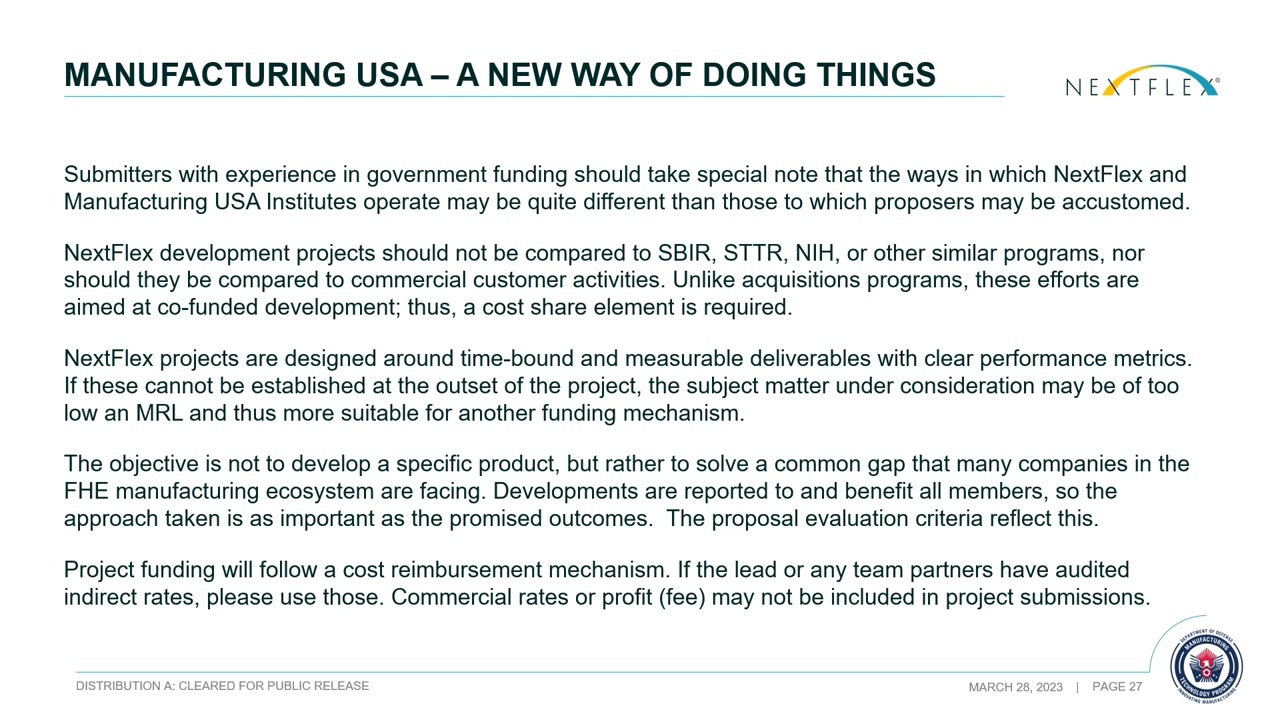 MANUFACTURING USA – A NEW WAY OF DOING THINGS
NEXTFLEX®
Submitters with experience in government funding should take special note that the ways in which NextFlex and
Manufacturing USA Institutes operate may be quite different than those to which proposers may be accustomed.
NextFlex development projects should not be compared to SBIR, STTR, NIH, or other similar programs, nor
should they be compared to commercial customer activities. Unlike acquisitions programs, these efforts are
aimed at co-funded development; thus, a cost share element is required.
NextFlex projects are designed around time-bound and measurable deliverables with clear performance metrics.
If these cannot be established at the outset of the project, the subject matter under consideration may be of too
low an MRL and thus more suitable for another funding mechanism.
The objective is not to develop a specific product, but rather to solve a common gap that many companies in the
FHE manufacturing ecosystem are facing. Developments are reported to and benefit all members, so the
approach taken is as important as the promised outcomes.  The proposal evaluation criteria reflect this.
Project funding will follow a cost reimbursement mechanism. If the lead or any team partners have audited
indirect rates, please use those. Commercial rates or profit (fee) may not be included in project submissions.
DISTRIBUTION A: CLEARED FOR PUBLIC RELEASE
MARCH 28, 2023 | PAGE 27
DEPARTMENT OF DEFENSE
MANUFACTURING
TECHNOLOGY PROGRAM
INNOVATING MANUFACTURING